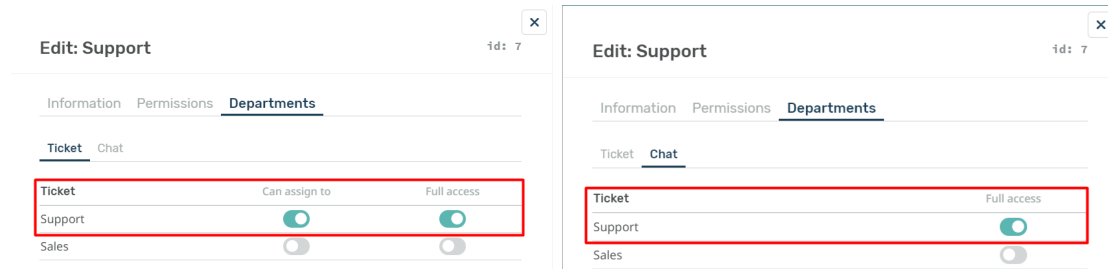 ×
Edit: Support
id: 7
Information Permissions Departments
Ticket Chat
Ticket Can assign to Full access
Support
Sales
×
Edit: Support
id: 7
Information Permissions Departments
Ticket Chat
Ticket Full access
Support
Sales